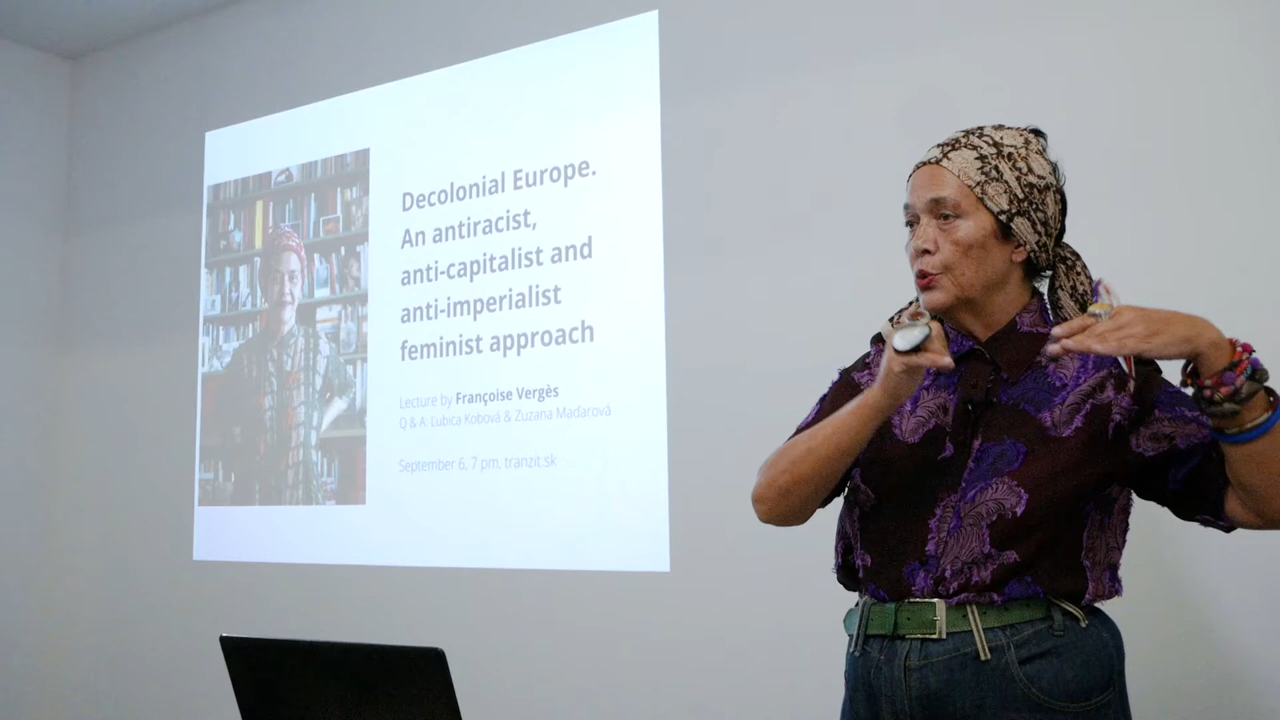 Decolonial Europe.
An antiracist,
anti-capitalist and
anti-imperialist
feminist approach
Lecture by Françoise Vergès
Q & A: Ľubica Kobová & Zuzana Maďarová
September 6, 7 pm, tranzit.sk